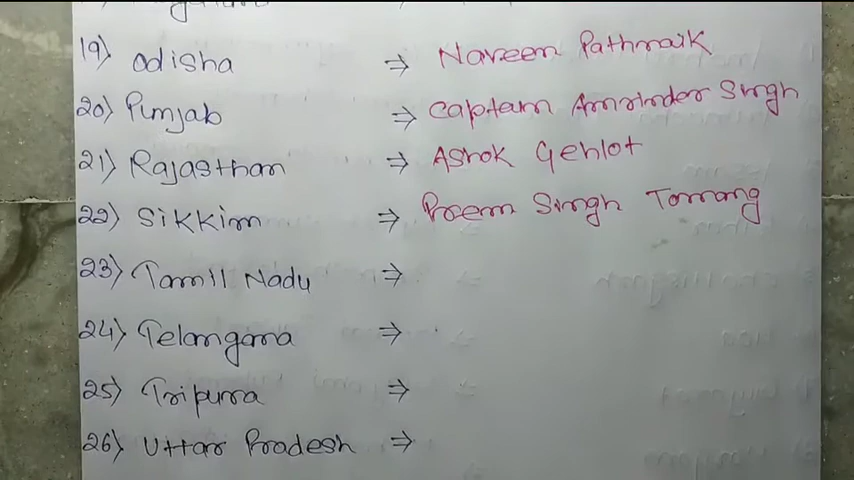 19) Odisha ⇒ Naveen Pathnaik
20) Punjab ⇒ Captain Amrinder Singh
21) Rajasthan ⇒ Ashok Gehlot
22) Sikkim ⇒ Preem Singh Tamang
23) Tamil Nadu ⇒
24) Telangana ⇒
25) Tripura ⇒
26) Uttar Pradesh ⇒